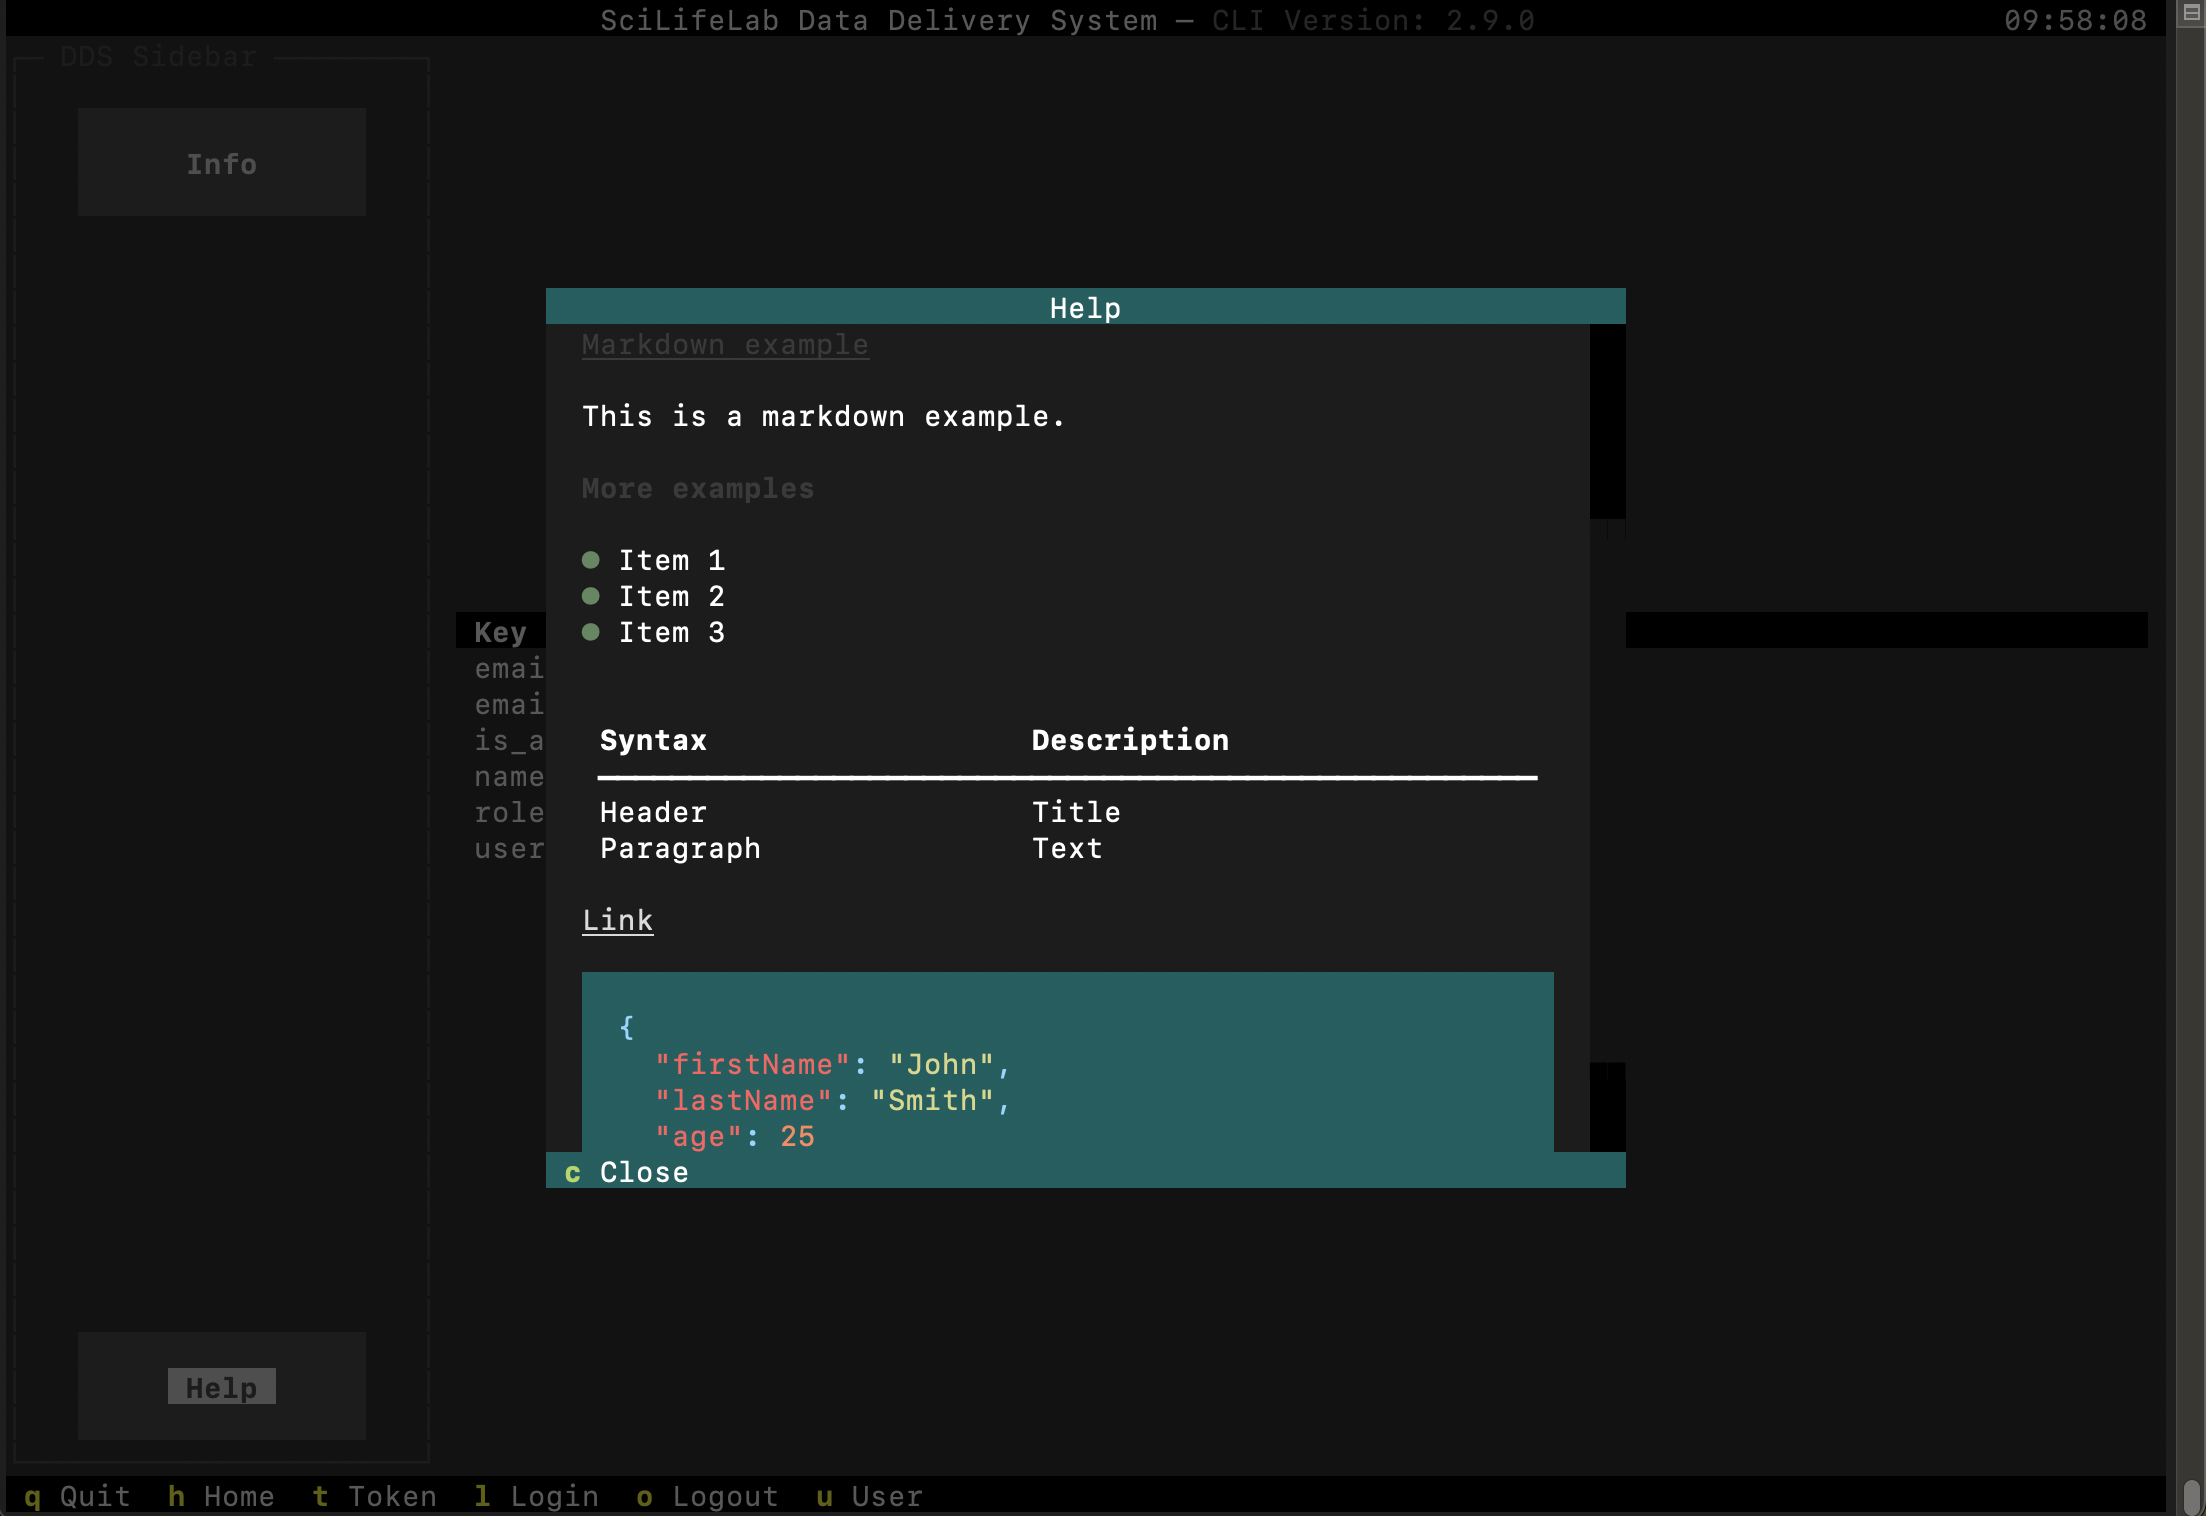 SciLifeLab Data Delivery System — CLI Version: 2.9.0 09:58:08
DDS Sidebar
Info
Help
Markdown example
This is a markdown example.
More examples
● Item 1
● Item 2
● Item 3
Key
emai
emai
is_a
name
role
user
Syntax Description
Header Title
Paragraph Text
Link
{
"firstName": "John",
"lastName": "Smith",
"age": 25
c Close
Help
q Quit h Home t Token l Login o Logout u User